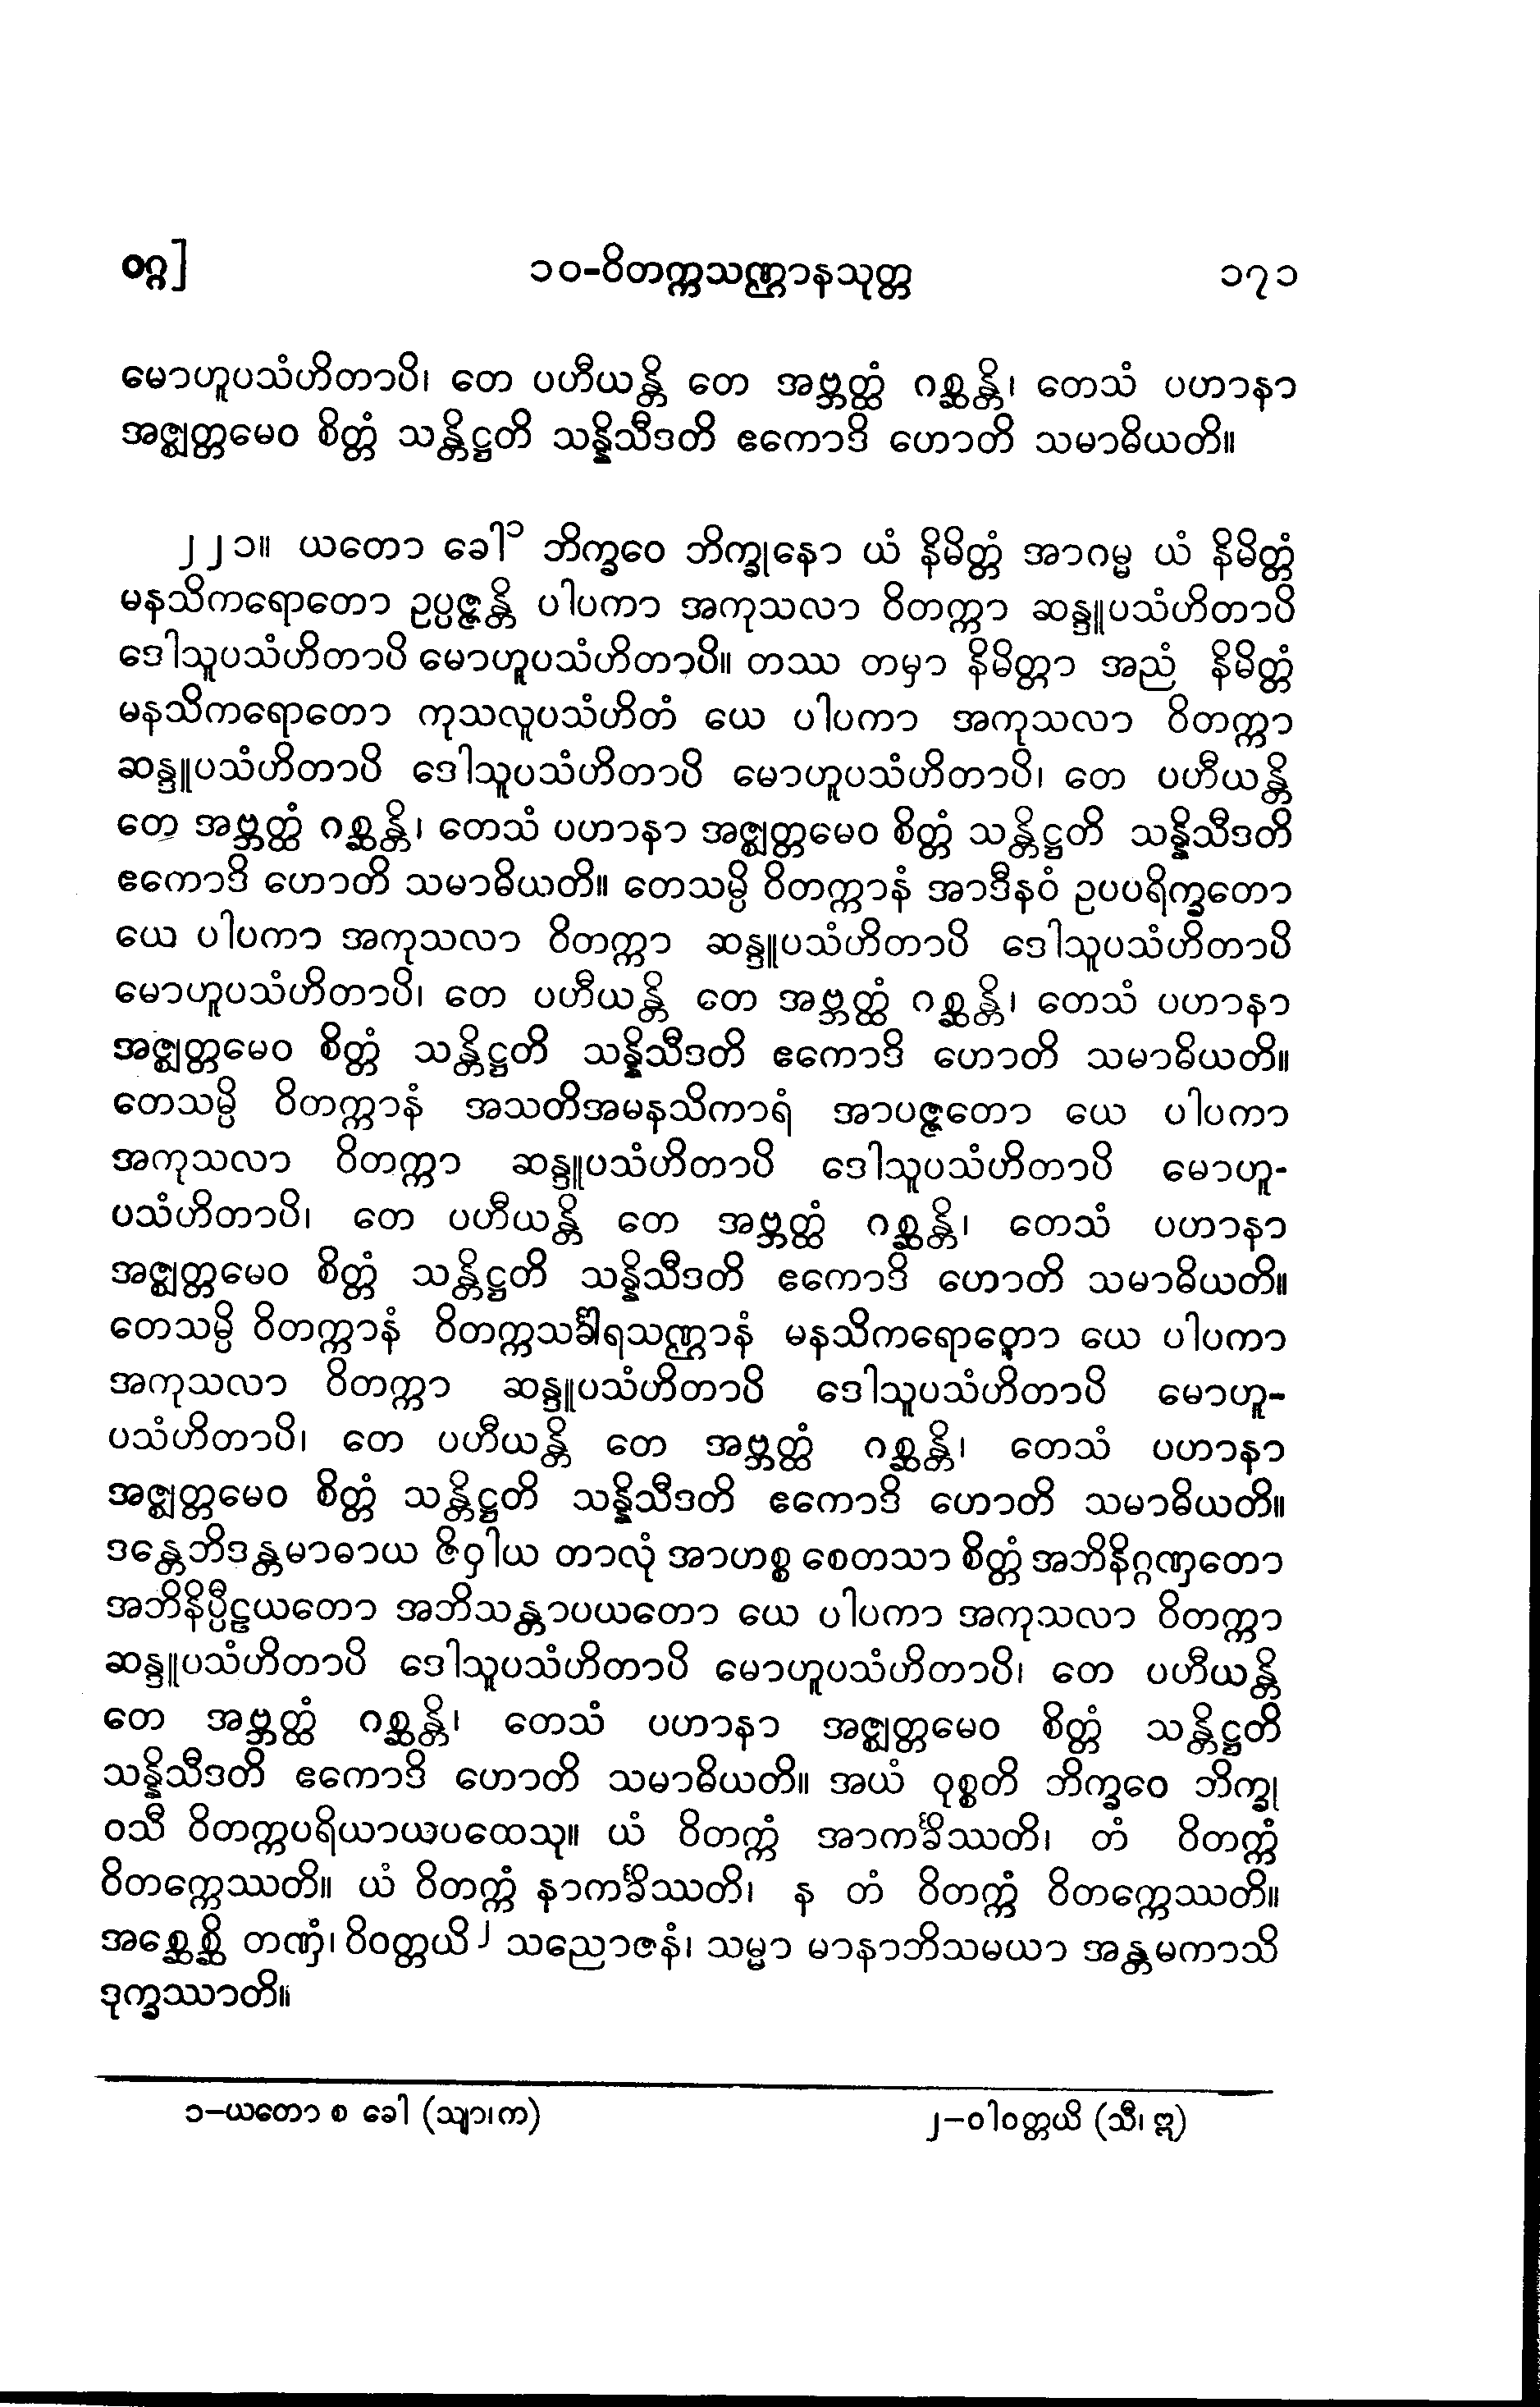 ဝဂ္ဂ] ၁၀-ဝိတက္ကသဏ္ဌာနသုတ္တ ၁၇၁
မောဟူပသံဟိတာပိ၊ တေ ပဟီယန္တိ တေ အဗ္ဘတ္ထံ ဂစ္ဆန္တိ၊ တေသံ ပဟာနာ
အဇ္ဈတ္တမေဝ စိတ္တံ သန္တိဋ္ဌတိ သန္နိသီဒတိ ဧကောဒိ ဟောတိ သမာဓိယတိ။
၂၂၁။ ယတော ခေါ၁ ဘိက္ခဝေ ဘိက္ခုနော ယံ နိမိတ္တံ အာဂမ္မ ယံ နိမိတ္တံ
မနသိကရောတော ဥပ္ပဇ္ဇန္တိ ပါပကာ အကုသလာ ဝိတက္ကာ ဆန္ဒူပသံဟိတာပိ
ဒေါသူပသံဟိတာပိ မောဟူပသံဟိတာပိ။ တဿ တမှာ နိမိတ္တာ အညံ နိမိတ္တံ
မနသိကရောတော ကုသလူပသံဟိတံ ယေ ပါပကာ အကုသလာ ဝိတက္ကာ
ဆန္ဒူပသံဟိတာပိ ဒေါသူပသံဟိတာပိ မောဟူပသံဟိတာပိ၊ တေ ပဟီယန္တိ
တေ အဗ္ဘတ္ထံ ဂစ္ဆန္တိ၊ တေသံ ပဟာနာ အဇ္ဈတ္တမေဝ စိတ္တံ သန္တိဋ္ဌတိ သန္နိသီဒတိ
ဧကောဒိ ဟောတိ သမာဓိယတိ။ တေသမ္ပိ ဝိတက္ကာနံ အာဒီနဝံ ဥပပရိက္ခတော
ယေ ပါပကာ အကုသလာ ဝိတက္ကာ ဆန္ဒူပသံဟိတာပိ ဒေါသူပသံဟိတာပိ
မောဟူပသံဟိတာပိ၊ တေ ပဟီယန္တိ တေ အဗ္ဘတ္ထံ ဂစ္ဆန္တိ၊ တေသံ ပဟာနာ
အဇ္ဈတ္တမေဝ စိတ္တံ သန္တိဋ္ဌတိ သန္နိသီဒတိ ဧကောဒိ ဟောတိ သမာဓိယတိ။
တေသမ္ပိ ဝိတက္ကာနံ အသတိအမနသိကာရံ အာပဇ္ဇတော ယေ ပါပကာ
အကုသလာ ဝိတက္ကာ ဆန္ဒူပသံဟိတာပိ ဒေါသူပသံဟိတာပိ မောဟူ-
ပသံဟိတာပိ၊ တေ ပဟီယန္တိ တေ အဗ္ဘတ္ထံ ဂစ္ဆန္တိ၊ တေသံ ပဟာနာ
အဇ္ဈတ္တမေဝ စိတ္တံ သန္တိဋ္ဌတိ သန္နိသီဒတိ ဧကောဒိ ဟောတိ သမာဓိယတိ။
တေသမ္ပိ ဝိတက္ကာနံ ဝိတက္ကသင်္ခါရသဏ္ဌာနံ မနသိကရောတော ယေ ပါပကာ
အကုသလာ ဝိတက္ကာ ဆန္ဒူပသံဟိတာပိ ဒေါသူပသံဟိတာပိ မောဟူ-
ပသံဟိတာပိ၊ တေ ပဟီယန္တိ တေ အဗ္ဘတ္ထံ ဂစ္ဆန္တိ၊ တေသံ ပဟာနာ
အဇ္ဈတ္တမေဝ စိတ္တံ သန္တိဋ္ဌတိ သန္နိသီဒတိ ဧကောဒိ ဟောတိ သမာဓိယတိ။
ဒန္တေဘိဒန္တမာဓာယ ဇိဝှါယ တာလုံ အာဟစ္စ စေတသာ စိတ္တံ အဘိနိဂ္ဂဏှတော
အဘိနိပ္ပီဠယတော အဘိသန္တာပယတော ယေ ပါပကာ အကုသလာ ဝိတက္ကာ
ဆန္ဒူပသံဟိတာပိ ဒေါသူပသံဟိတာပိ မောဟူပသံဟိတာပိ၊ တေ ပဟီယန္တိ
တေ အဗ္ဘတ္ထံ ဂစ္ဆန္တိ၊ တေသံ ပဟာနာ အဇ္ဈတ္တမေဝ စိတ္တံ သန္တိဋ္ဌတိ
သန္နိသီဒတိ ဧကောဒိ ဟောတိ သမာဓိယတိ။ အယံ ဝုစ္စတိ ဘိက္ခဝေ ဘိက္ခု
ဝသီ ဝိတက္ကပရိယာယပထေသု။ ယံ ဝိတက္ကံ အာကင်္ခိဿတိ၊ တံ ဝိတက္ကံ
ဝိတက္ကေဿတိ။ ယံ ဝိတက္ကံ နာကင်္ခိဿတိ၊ န တံ ဝိတက္ကံ ဝိတက္ကေဿတိ။
အစ္ဆေစ္ဆိ တဏှံ၊ ဝိဝတ္တယိ၂ သညောဇနံ၊ သမ္မာ မာနာဘိသမယာ အန္တမကာသိ
ဒုက္ခဿာတိ။
၁-ယတော စ ခေါ (သျာ၊က) ၂-ဝါဝတ္တယိ (သီ၊ ဣ)